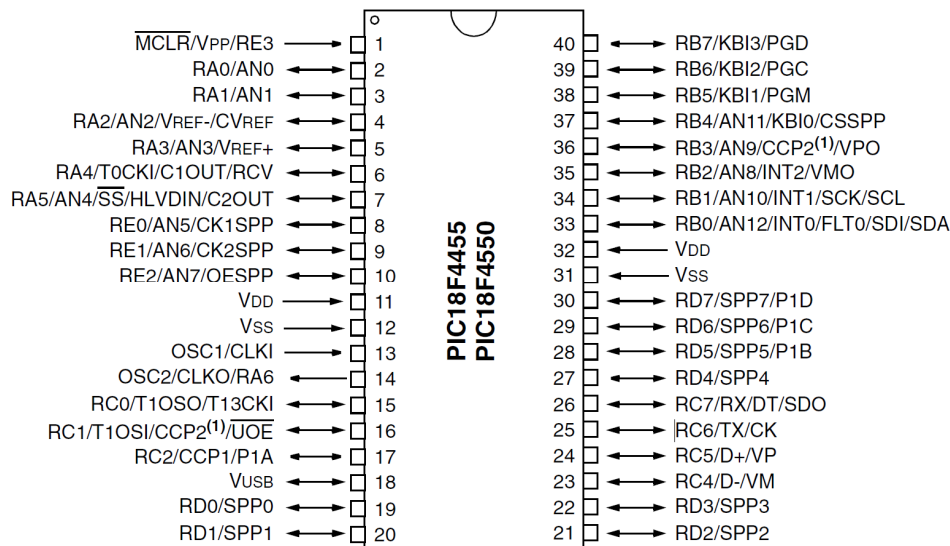 MCLR/VPP/RE3 1
RA0/AN0 2
RA1/AN1 3
RA2/AN2/VREF-/CVREF 4
RA3/AN3/VREF+ 5
RA4/T0CKI/C1OUT/RCV 6
RA5/AN4/SS/HLVDIN/C2OUT 7
RE0/AN5/CK1SPP 8
RE1/AN6/CK2SPP 9
RE2/AN7/OESPP 10
VDD 11
VSS 12
OSC1/CLKI 13
OSC2/CLKO/RA6 14
RC0/T1OSO/T13CKI 15
RC1/T1OSI/CCP2(1)/UOE 16
RC2/CCP1/P1A 17
VUSB 18
RD0/SPP0 19
RD1/SPP1 20
PIC18F4455
PIC18F4550
40 RB7/KBI3/PGD
39 RB6/KBI2/PGC
38 RB5/KBI1/PGM
37 RB4/AN11/KBI0/CSSPP
36 RB3/AN9/CCP2(1)/VPO
35 RB2/AN8/INT2/VMO
34 RB1/AN10/INT1/SCK/SCL
33 RB0/AN12/INT0/FLT0/SDI/SDA
32 VDD
31 VSS
30 RD7/SPP7/P1D
29 RD6/SPP6/P1C
28 RD5/SPP5/P1B
27 RD4/SPP4
26 RC7/RX/DT/SDO
25 RC6/TX/CK
24 RC5/D+/VP
23 RC4/D-/VM
22 RD3/SPP3
21 RD2/SPP2